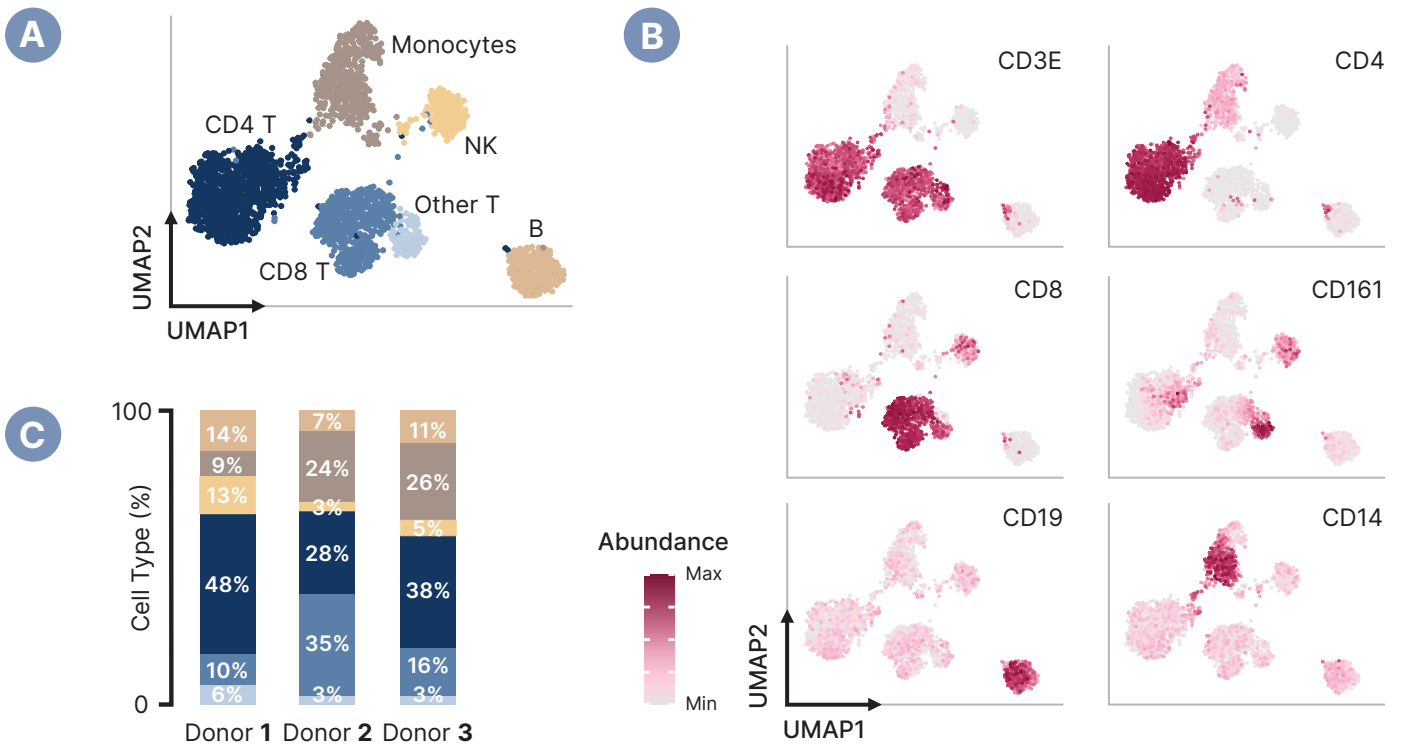 A
Monocytes
CD4 T
NK
Other T
B
CD8 T
UMAP2
UMAP1
B
CD3E
CD4
CD8
CD161
CD19
CD14
Abundance
Max
Min
UMAP2
UMAP1
C
100
Cell Type (%)
0
14%
9%
13%
48%
10%
6%
7%
24%
3%
28%
35%
3%
11%
26%
5%
38%
16%
3%
Donor 1 Donor 2 Donor 3